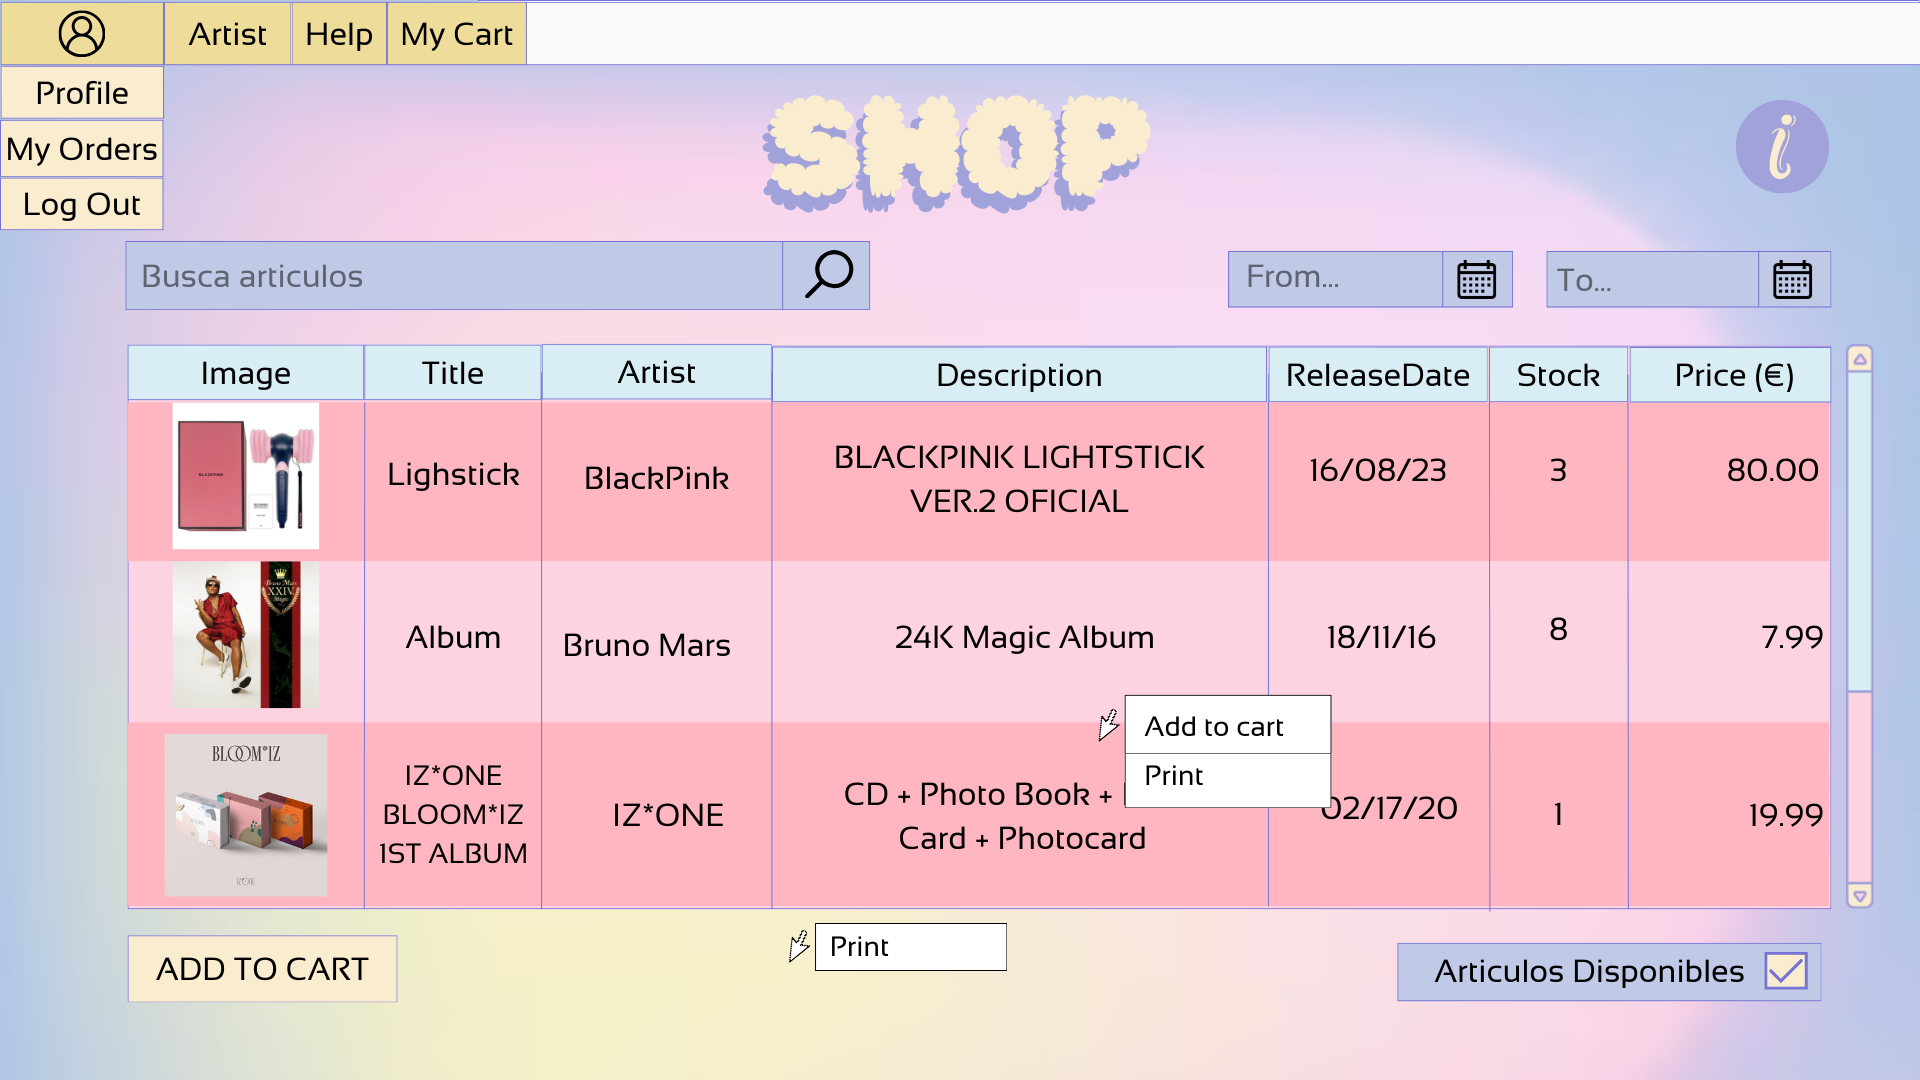 Artist
Help
My Cart
Profile
My Orders
Log Out
SHOP
i
Busca articulos
From...
To...
Image
Title
Artist
Description
ReleaseDate
Stock
Price (€)
BLACKPINK
Lighstick
BlackPink
BLACKPINK LIGHTSTICK
VER.2 OFICIAL
16/08/23
3
80.00
Bruno Mars
XXIV
Magic
Album
Bruno Mars
24K Magic Album
18/11/16
8
7.99
BLOOM*IZ
IZ*ONE
BLOOM*IZ
1ST ALBUM
IZ*ONE
CD + Photo Book +
Card + Photocard
02/17/20
1
19.99
Add to cart
Print
Print
ADD TO CART
Articulos Disponibles